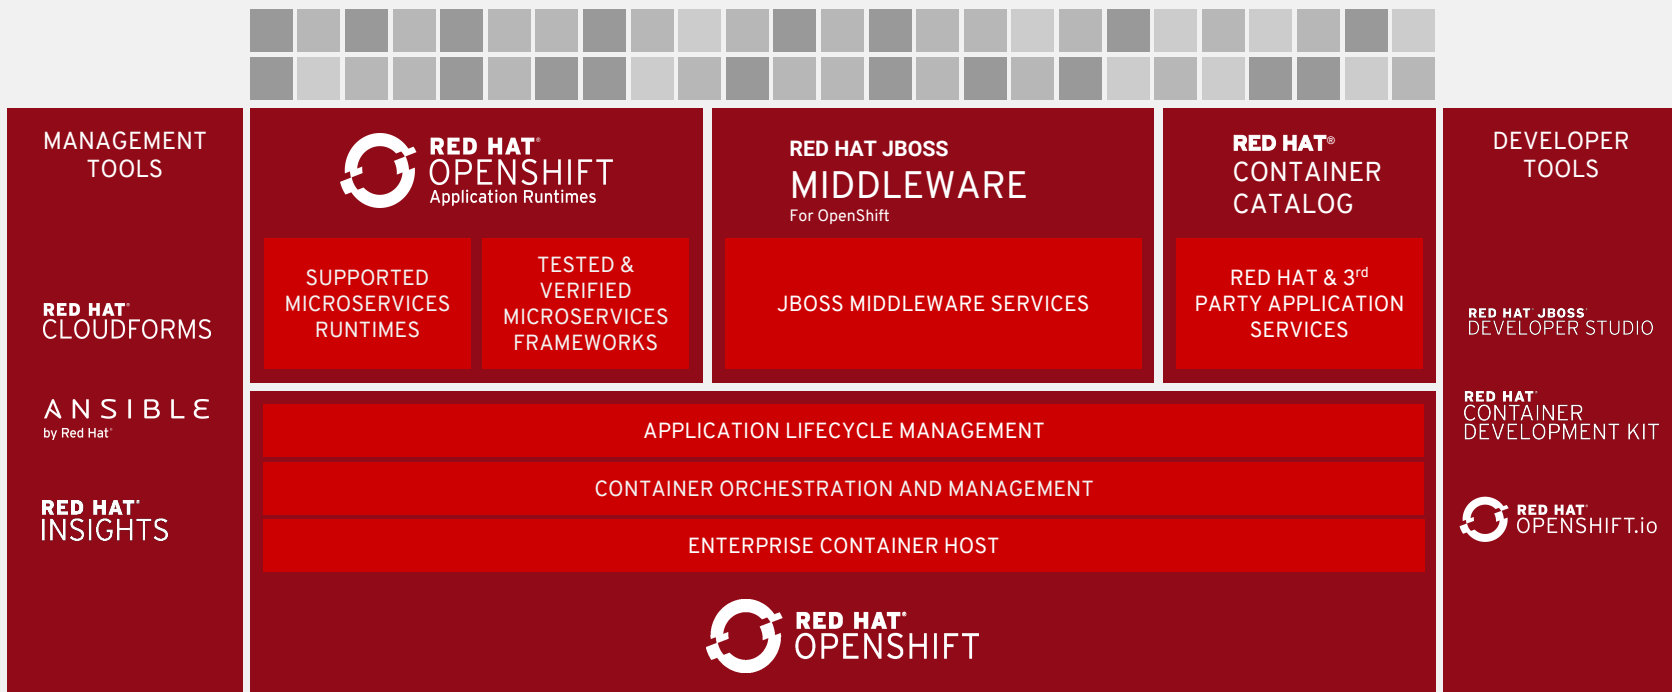 MANAGEMENT
TOOLS
RED HAT®
CLOUDFORMS
ANSIBLE
by Red Hat®
RED HAT®
INSIGHTS
RED HAT®
OPENSHIFT
Application Runtimes
SUPPORTED
MICROSERVICES
RUNTIMES
TESTED &
VERIFIED
MICROSERVICES
FRAMEWORKS
RED HAT JBOSS
MIDDLEWARE
For OpenShift
JBOSS MIDDLEWARE SERVICES
RED HAT®
CONTAINER
CATALOG
RED HAT & 3rd
PARTY APPLICATION
SERVICES
APPLICATION LIFECYCLE MANAGEMENT
CONTAINER ORCHESTRATION AND MANAGEMENT
ENTERPRISE CONTAINER HOST
RED HAT®
OPENSHIFT
DEVELOPER
TOOLS
RED HAT® JBOSS®
DEVELOPER STUDIO
RED HAT®
CONTAINER
DEVELOPMENT KIT
RED HAT®
OPENSHIFT.io